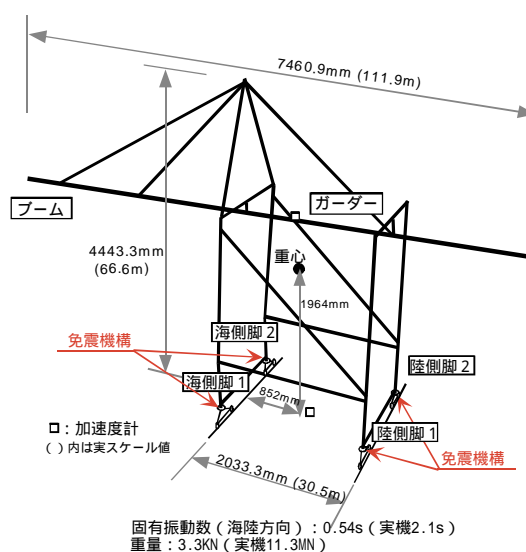 7460.9mm (111.9m)
ブーム
ガーダー
4443.3mm
(66.6m)
重心
1964mm
免震機構
海側脚2
海側脚1
陸側脚2
852mm
□:加速度計
( ) 内は実スケール値
陸側脚1
免震機構
2033.3mm (30.5m)
固有振動数(海陸方向):0.54s(実機2.1s)
重量:3.3KN(実機11.3MN)